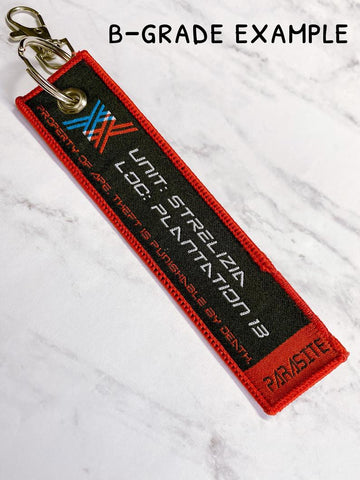 B-GRADE EXAMPLE
UNIT: STRELIZIA
LOC: PLANTATION 13
PROPERTY OF APE. THEFT IS PUNISHABLE BY DEATH.
PARASITE